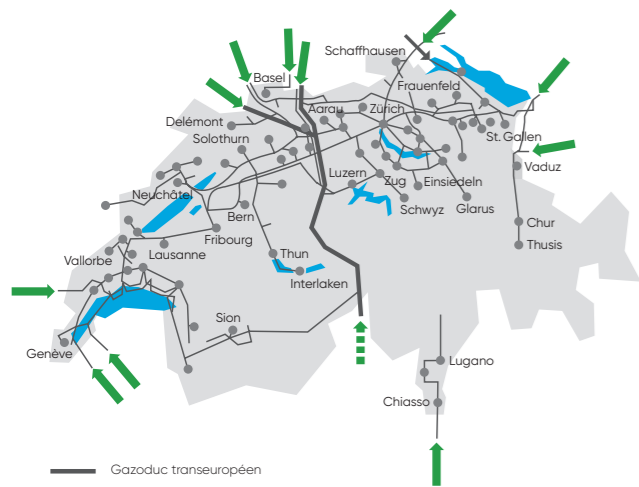 Schaffhausen
Basel
Frauenfeld
Aarau
Zürich
Delémont
Solothurn
St. Gallen
Vaduz
Luzern
Zug
Einsiedeln
Neuchâtel
Schwyz
Glarus
Bern
Chur
Fribourg
Thusis
Lausanne
Vallorbe
Thun
Interlaken
Sion
Genève
Lugano
Chiasso
Gazoduc transeuropéen